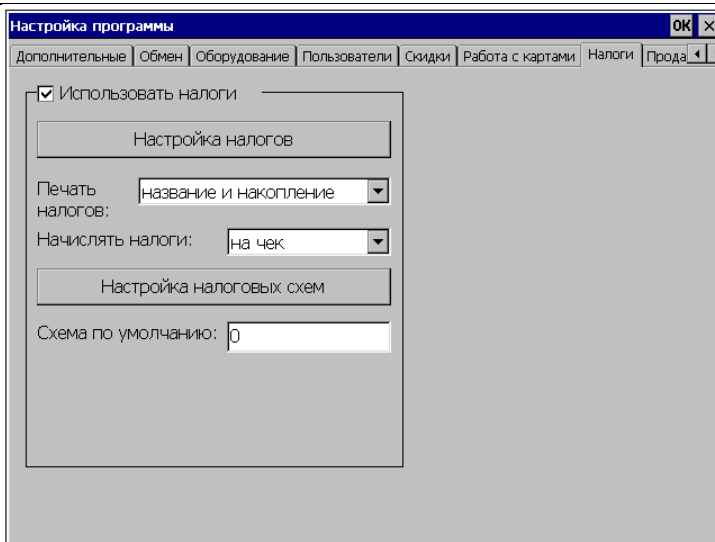 Настройка программы OK
Дополнительные Обмен Оборудование Пользователи Скидки Работа с картами Налоги Прода
Использовать налоги
Настройка налогов
Печать налогов: название и накопление
Начислять налоги: на чек
Настройка налоговых схем
Схема по умолчанию: 0